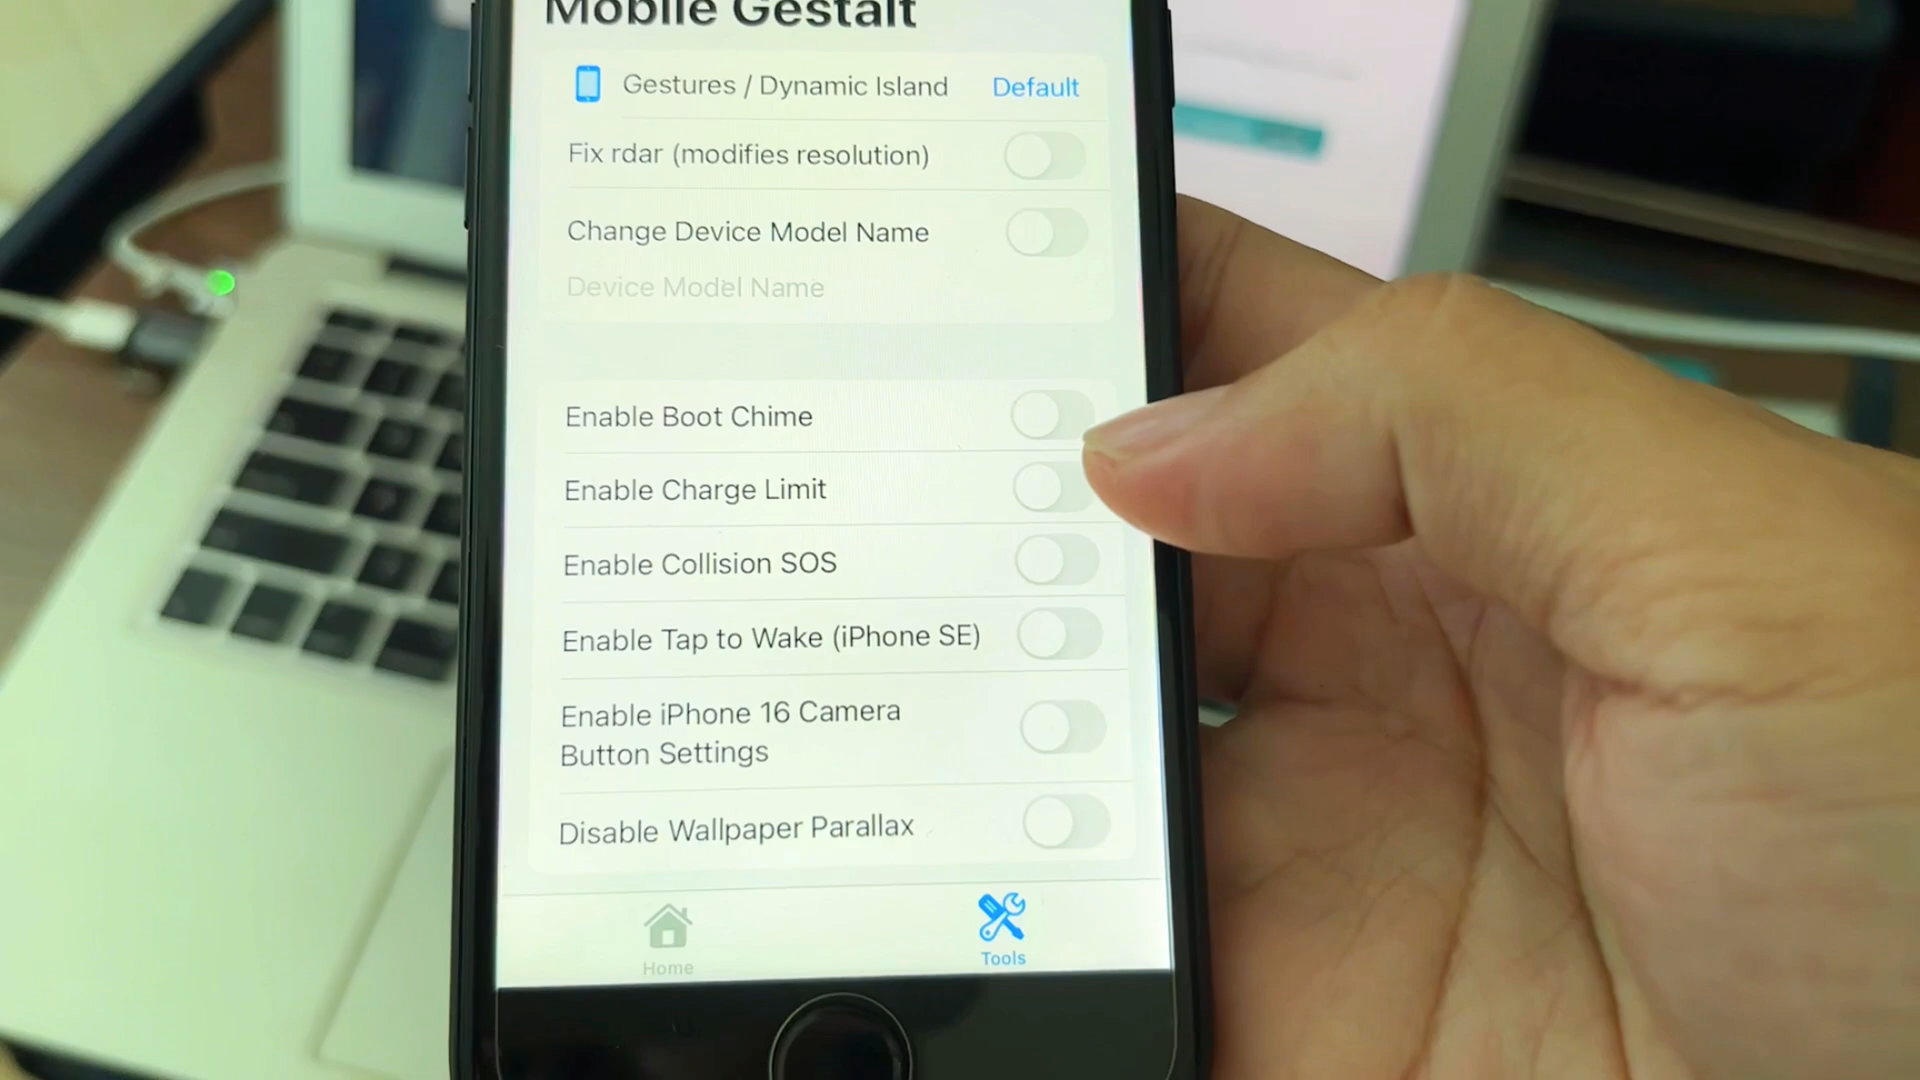 Mobile Gestalt
Gestures / Dynamic Island Default
Fix rdar (modifies resolution)
Change Device Model Name
Device Model Name
Enable Boot Chime
Enable Charge Limit
Enable Collision SOS
Enable Tap to Wake (iPhone SE)
Enable iPhone 16 Camera
Button Settings
Disable Wallpaper Parallax
Home Tools